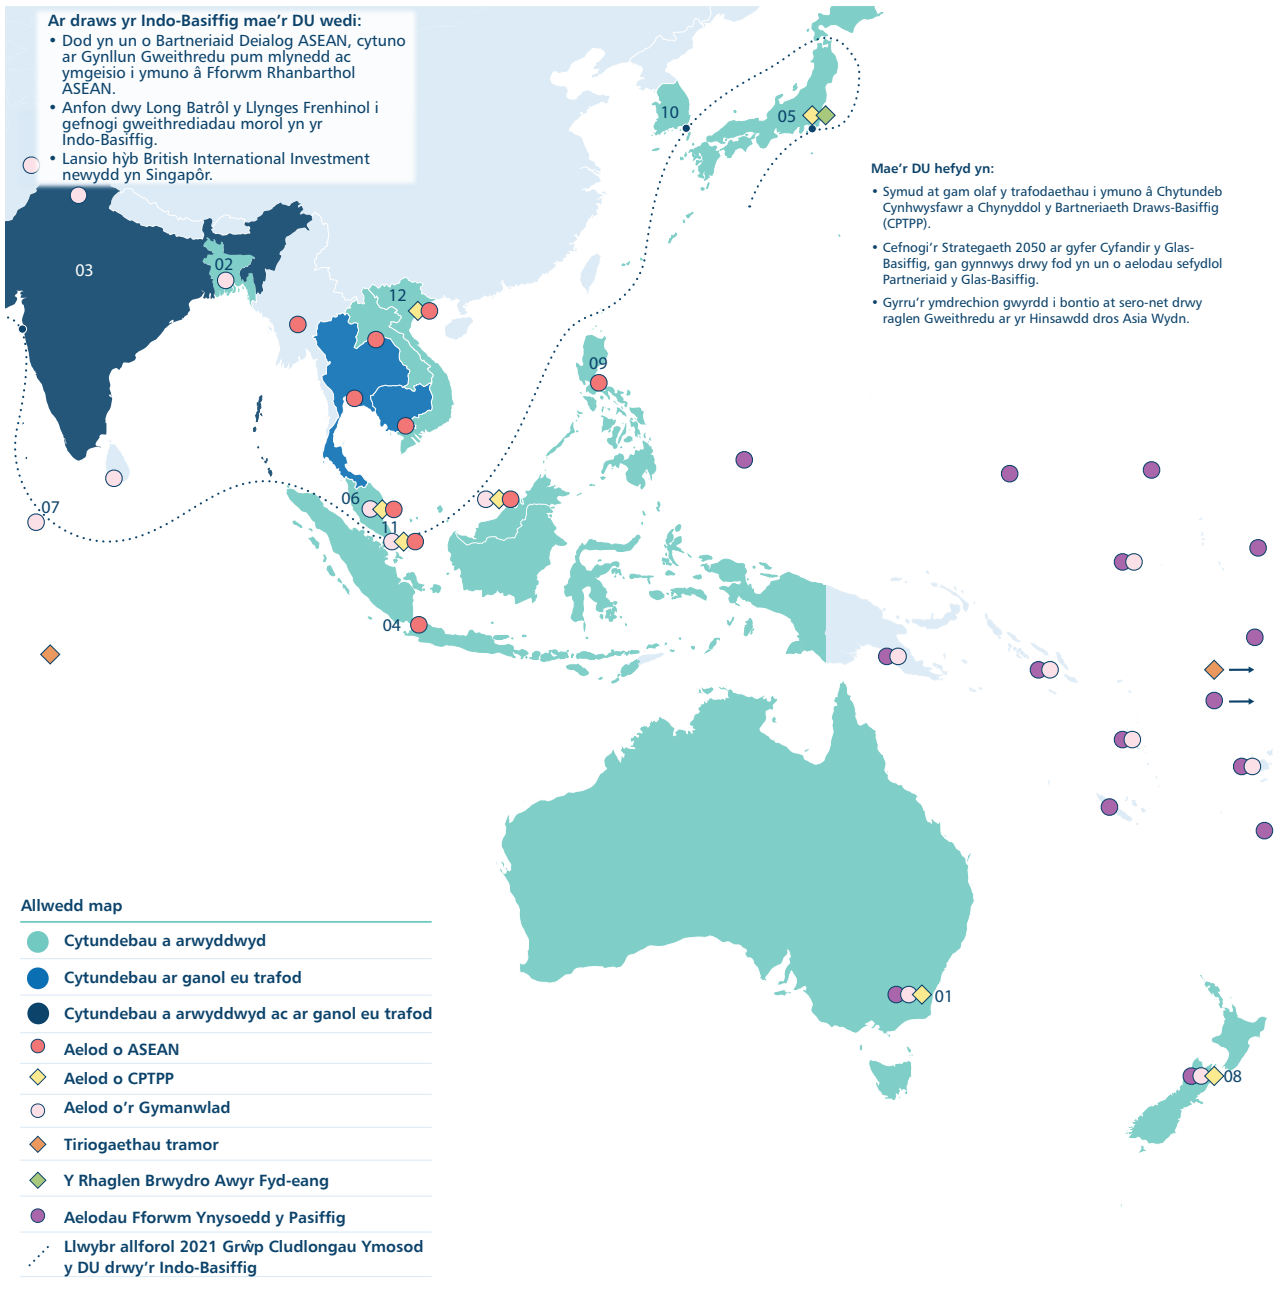 Ar draws yr Indo-Basiffig mae’r DU wedi:
• Dod yn un o Bartneriaid Deialog ASEAN, cytuno
ar Gynllun Gweithredu pum mlynedd ac
ymgeisio i ymuno â Fforwm Rhanbarthol
ASEAN.
• Anfon dwy Long Batrôl y Llynges Frenhinol i
gefnogi gweithrediadau morol yn yr
Indo-Basiffig.
• Lansio hỳb British International Investment
newydd yn Singapôr.
Mae’r DU hefyd yn:
• Symud at gam olaf y trafodaethau i ymuno â Chytundeb
Cynhwysfawr a Chynyddol y Bartneriaeth Draws-Basiffig
(CPTPP).
• Cefnogi’r Strategaeth 2050 ar gyfer Cyfandir y Glas-
Basiffig, gan gynnwys drwy fod yn un o aelodau sefydlol
Partneriaid y Glas-Basiffig.
• Gyrru’r ymdrechion gwyrdd i bontio at sero-net drwy
raglen Gweithredu ar yr Hinsawdd dros Asia Wydn.
10
05
03
02
12
09
06
07
11
04
01
08
Allwedd map
Cytundebau a arwyddwyd
Cytundebau ar ganol eu trafod
Cytundebau a arwyddwyd ac ar ganol eu trafod
Aelod o ASEAN
Aelod o CPTPP
Aelod o’r Gymanwlad
Tiriogaethau tramor
Y Rhaglen Brwydro Awyr Fyd-eang
Aelodau Fforwm Ynysoedd y Pasiffig
Llwybr allforol 2021 Grŵp Cludlongau Ymosod
y DU drwy’r Indo-Basiffig